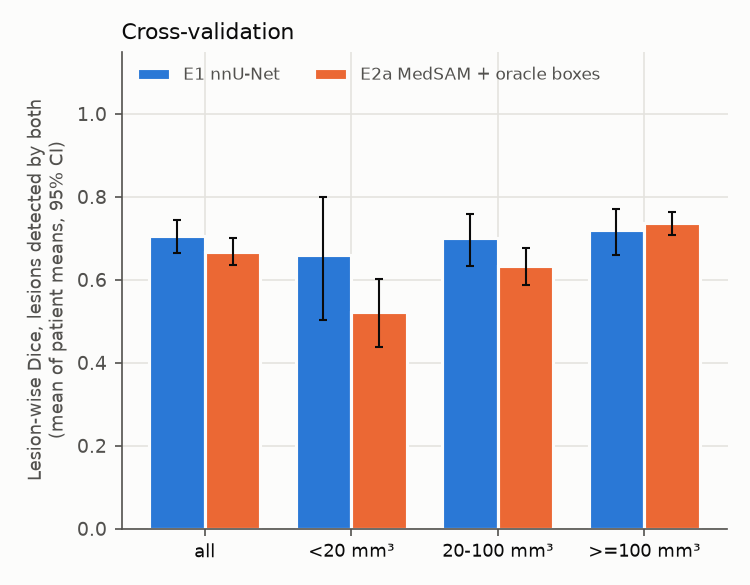 Cross-validation
E1 nnU-Net
E2a MedSAM + oracle boxes
Lesion-wise Dice, lesions detected by both
(mean of patient means, 95% CI)
1.0
0.8
0.6
0.4
0.2
0.0
all
<20 mm³
20-100 mm³
>=100 mm³